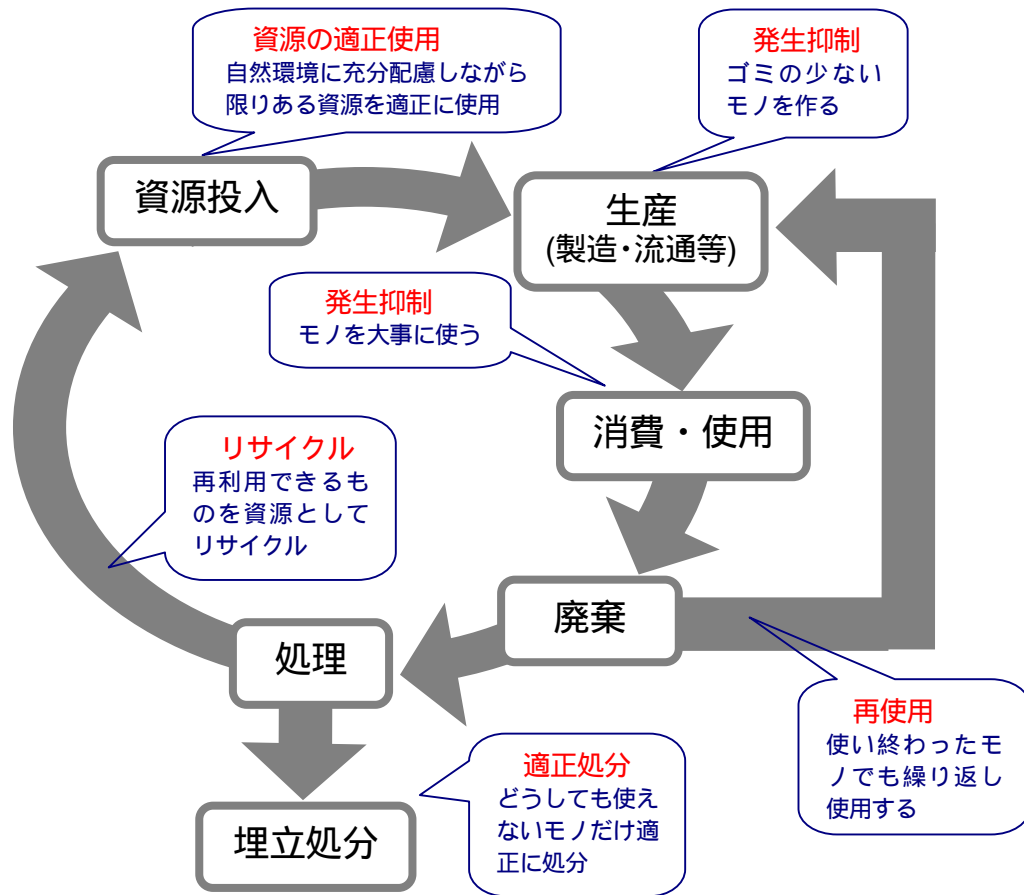 資源の適正使用
自然環境に充分配慮しながら
限りある資源を適正に使用
発生抑制
ゴミの少ない
モノを作る
資源投入
生産
(製造・流通等)
発生抑制
モノを大事に使う
消費・使用
リサイクル
再利用できるも
のを資源として
リサイクル
廃棄
処理
再使用
使い終わったモ
ノでも繰り返し
使用する
適正処分
どうしても使え
ないモノだけ適
正に処分
埋立処分